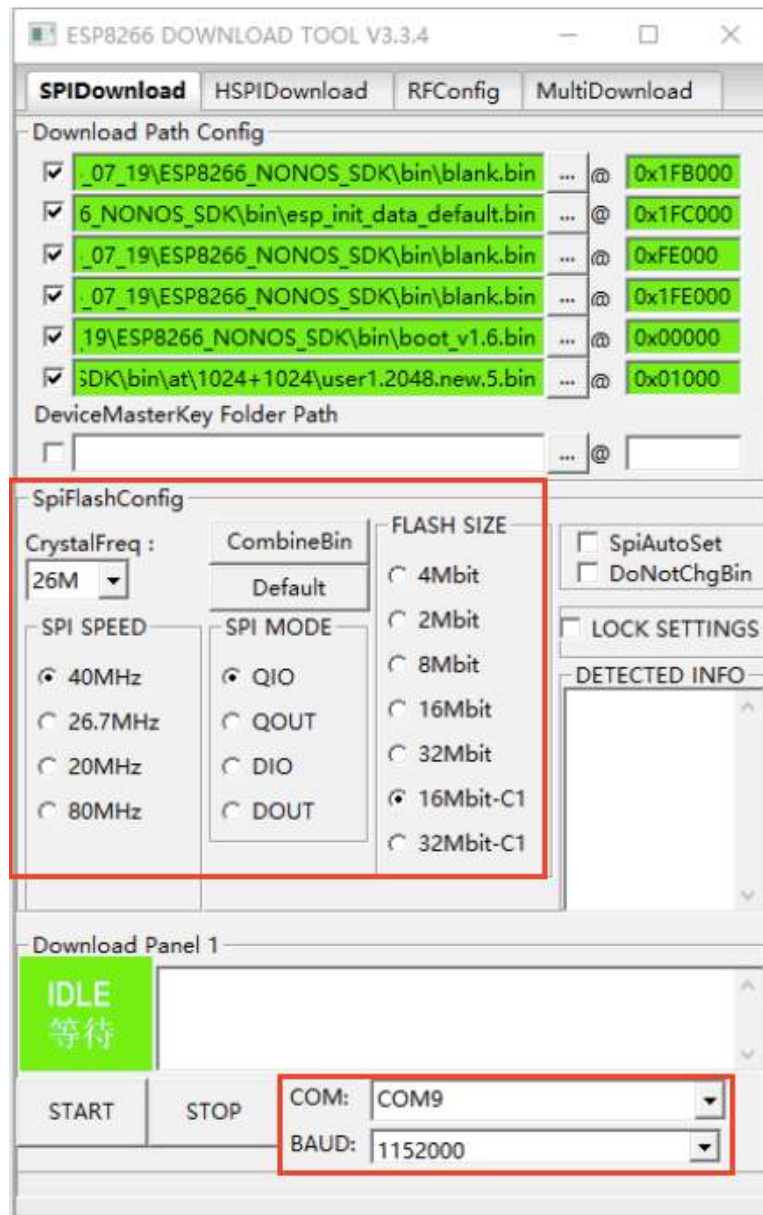 ESP8266 DOWNLOAD TOOL V3.3.4
SPIDownload HSPIDownload RFConfig MultiDownload
Download Path Config
_07_19\ESP8266_NONOS_SDK\bin\blank.bin ... @ 0x1FB000
6_NONOS_SDK\bin\esp_init_data_default.bin ... @ 0x1FC000
_07_19\ESP8266_NONOS_SDK\bin\blank.bin ... @ 0xFE000
_07_19\ESP8266_NONOS_SDK\bin\blank.bin ... @ 0x1FE000
19\ESP8266_NONOS_SDK\bin\boot_v1.6.bin ... @ 0x00000
SDK\bin\at\1024+1024\user1.2048.new.5.bin ... @ 0x01000
DeviceMasterKey Folder Path
... @
SpiFlashConfig
CrystalFreq :
26M
CombineBin
Default
SPI SPEED
40MHz
26.7MHz
20MHz
80MHz
SPI MODE
QIO
QOUT
DIO
DOUT
FLASH SIZE
4Mbit
2Mbit
8Mbit
16Mbit
32Mbit
16Mbit-C1
32Mbit-C1
SpiAutoSet
DoNotChgBin
LOCK SETTINGS
DETECTED INFO
Download Panel 1
IDLE
等待
START STOP
COM: COM9
BAUD: 1152000